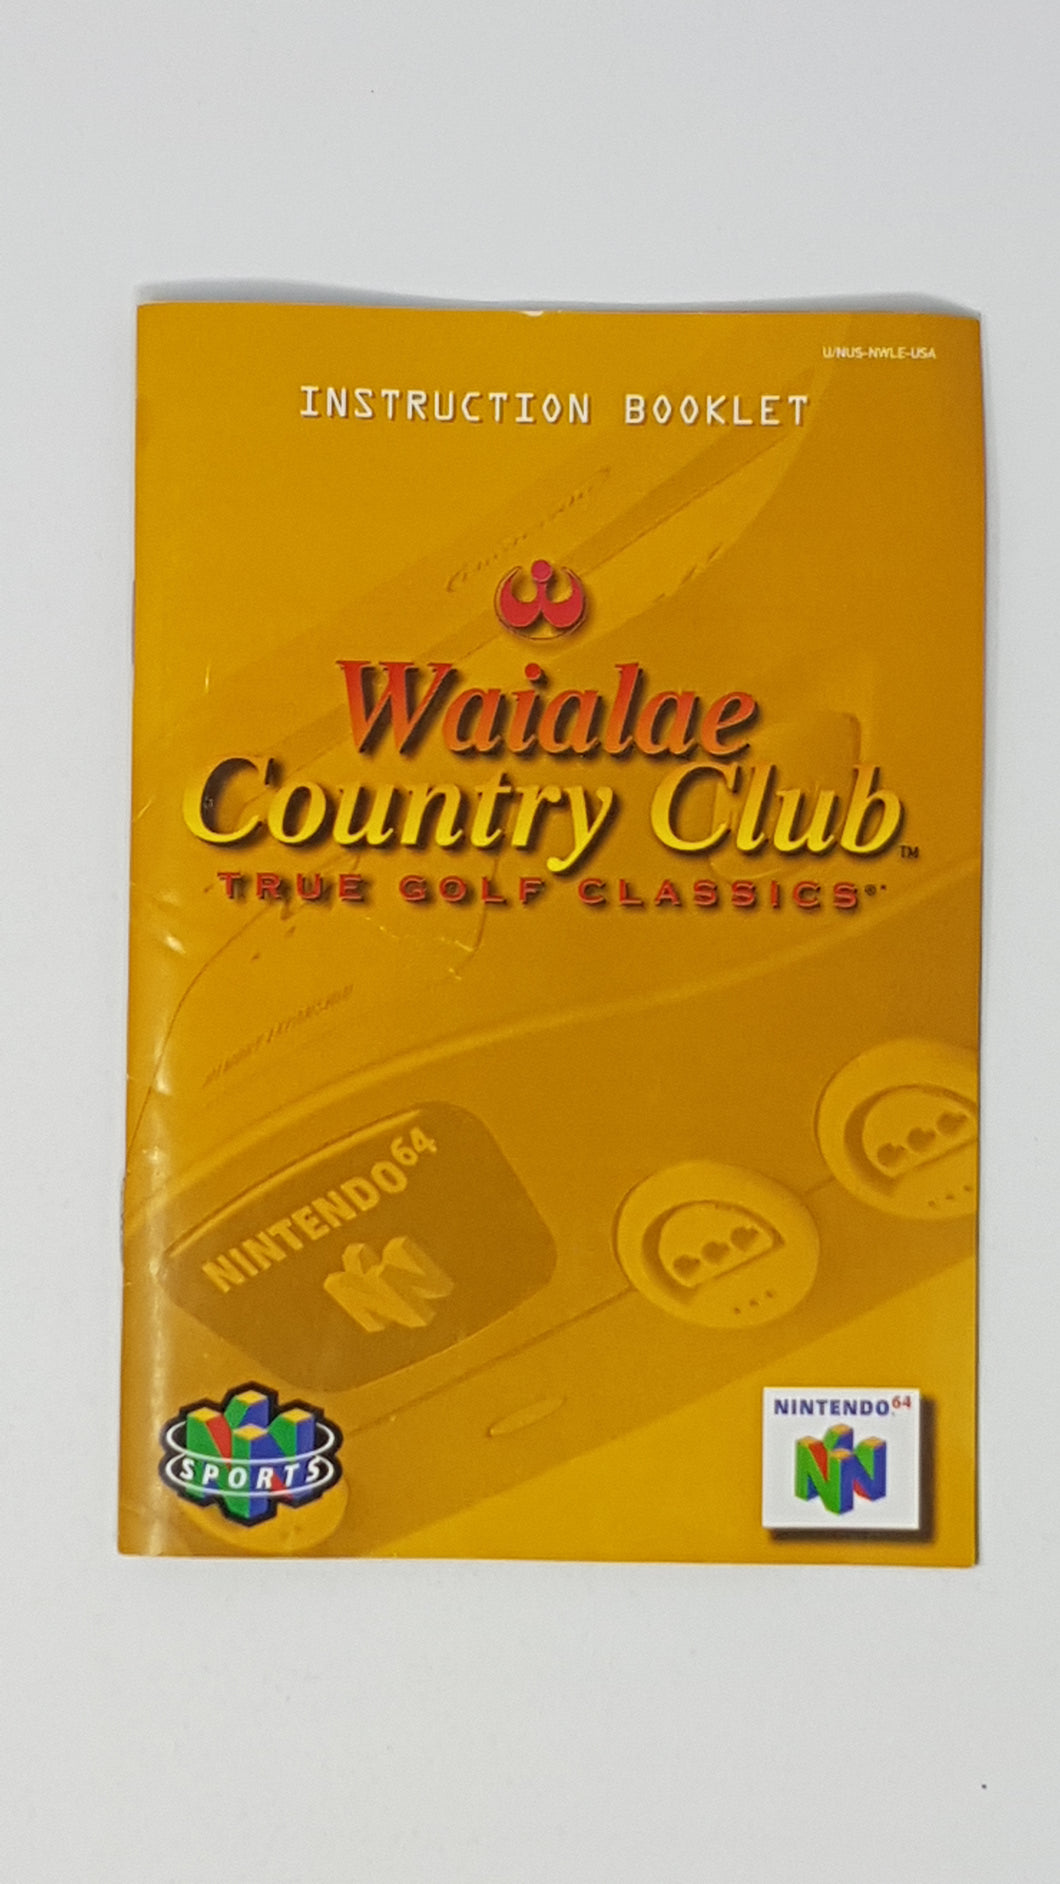 U/NUS-NWLE-USA
INSTRUCTION BOOKLET
Waialae
Country Club™
TRUE GOLF CLASSICS®*
NINTENDO64
SPORTS
NINTENDO64